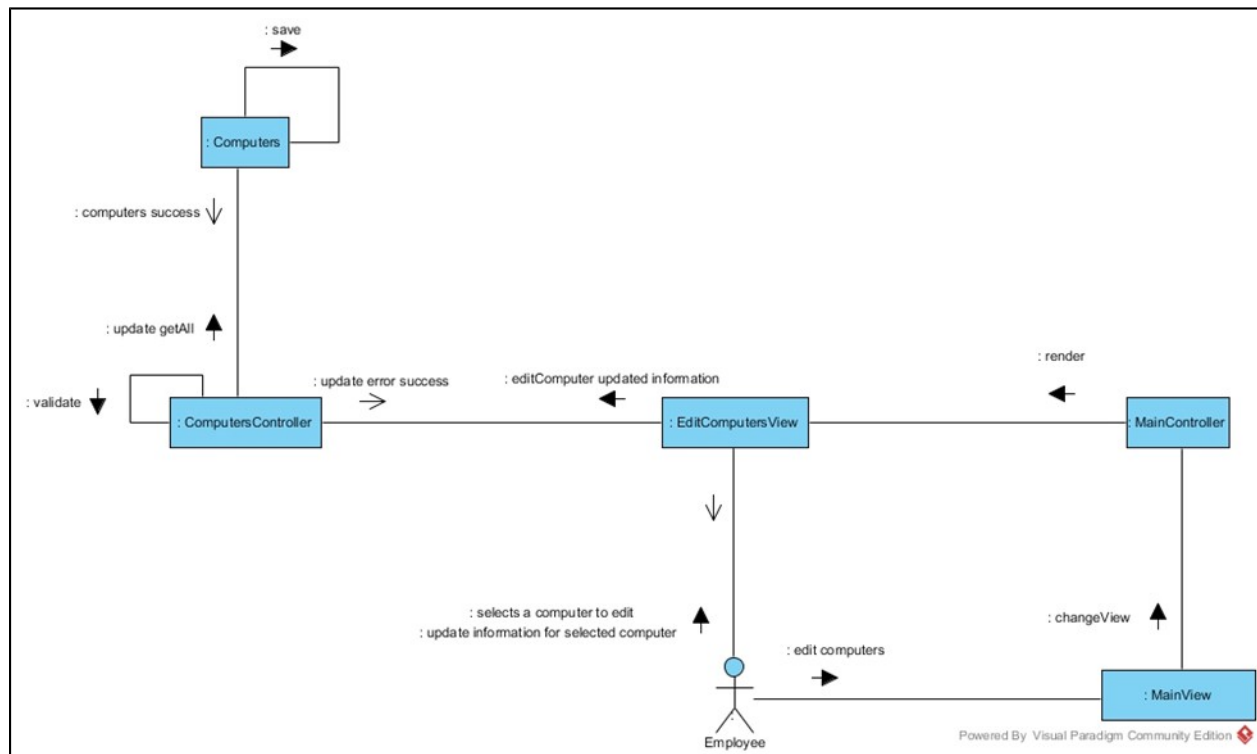 : save
: Computers
: computers success
: update getAll
: validate
: update error success
: editComputer updated information
: render
: ComputersController
: EditComputersView
: MainController
: selects a computer to edit
: update information for selected computer
: changeView
: edit computers
: MainView
:
Employee
Powered By Visual Paradigm Community Edition